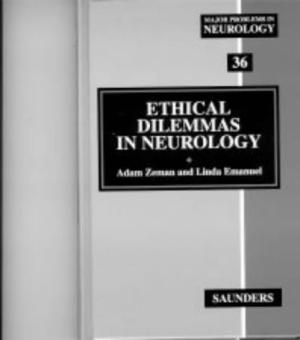 MAJOR PROBLEMS IN
NEUROLOGY
36
ETHICAL
DILEMMAS
IN NEUROLOGY
Adam Zeman and Linda Emanuel
SAUNDERS